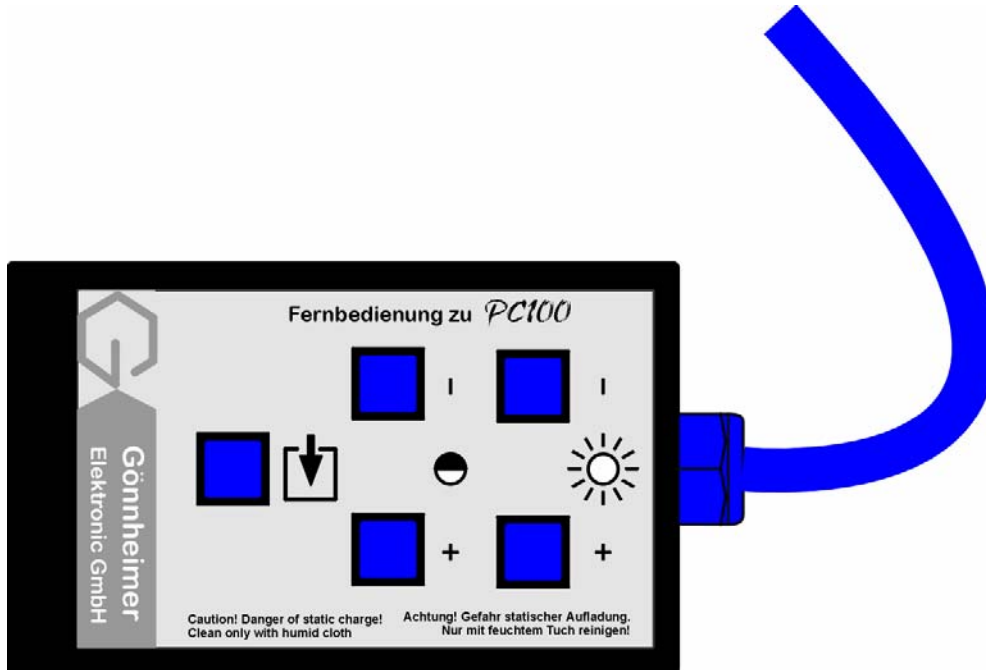 Fernbedienung zu PC100
Gönnheimer
Elektronic GmbH
Caution! Danger of static charge!
Clean only with humid cloth
Achtung! Gefahr statischer Aufladung.
Nur mit feuchtem Tuch reinigen!